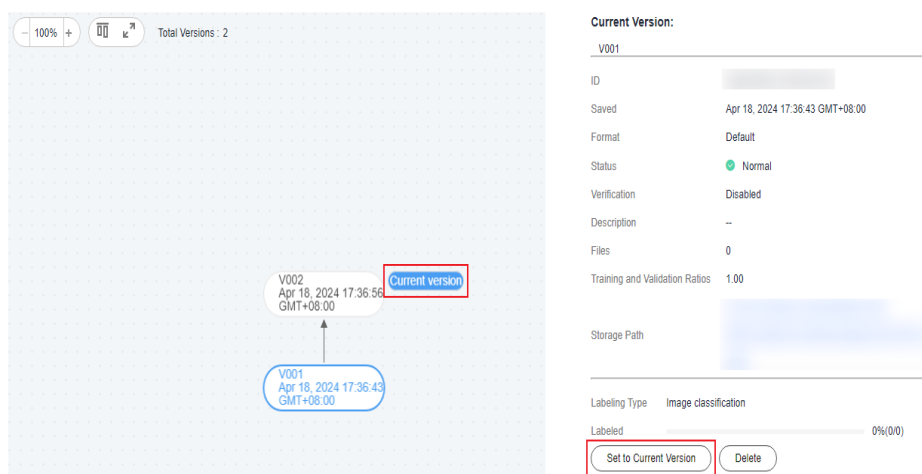 100%
Total Versions : 2
V002
Apr 18, 2024 17:36:56
GMT+08:00
Current version
V001
Apr 18, 2024 17:36:43
GMT+08:00
Current Version:
V001
ID
Saved Apr 18, 2024 17:36:43 GMT+08:00
Format Default
Status Normal
Verification Disabled
Description --
Files 0
Training and Validation Ratios 1.00
Storage Path
Labeling Type Image classification
Labeled 0%(0/0)
Set to Current Version Delete